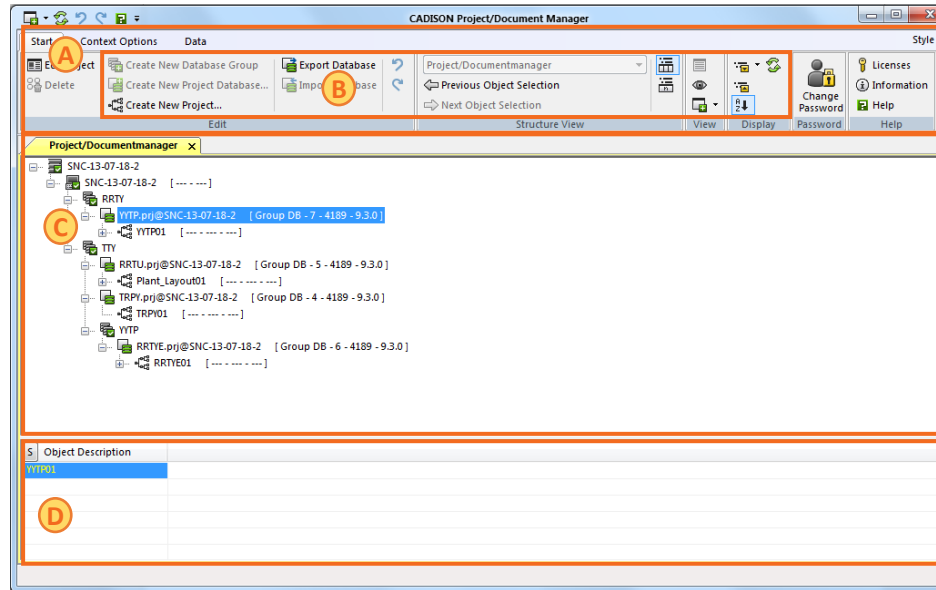 CADISON Project/Document Manager
Start Context Options Data Style
A
Create New Database Group Export Database Project/Documentmanager Licenses
Delete Create New Project Database... B Previous Object Selection Change Password Information
Create New Project... Next Object Selection Help
Edit Structure View View Display Password Help
Project/Documentmanager x
SNC-13-07-18-2
SNC-13-07-18-2 [ --- - --- ]
RRTY
YYTP.prj@SNC-13-07-18-2 [ Group DB - 7 - 4189 - 9.3.0 ]
C
YYTP01 [ --- - --- - --- ]
TTY
RRTU.prj@SNC-13-07-18-2 [ Group DB - 5 - 4189 - 9.3.0 ]
Plant_Layout01 [ --- - --- - --- ]
TRPY.prj@SNC-13-07-18-2 [ Group DB - 4 - 4189 - 9.3.0 ]
TRPY01 [ --- - --- - --- ]
YYTP
RRTYE.prj@SNC-13-07-18-2 [ Group DB - 6 - 4189 - 9.3.0 ]
RRTYE01 [ --- - --- - --- ]
S Object Description
YYTP01
D